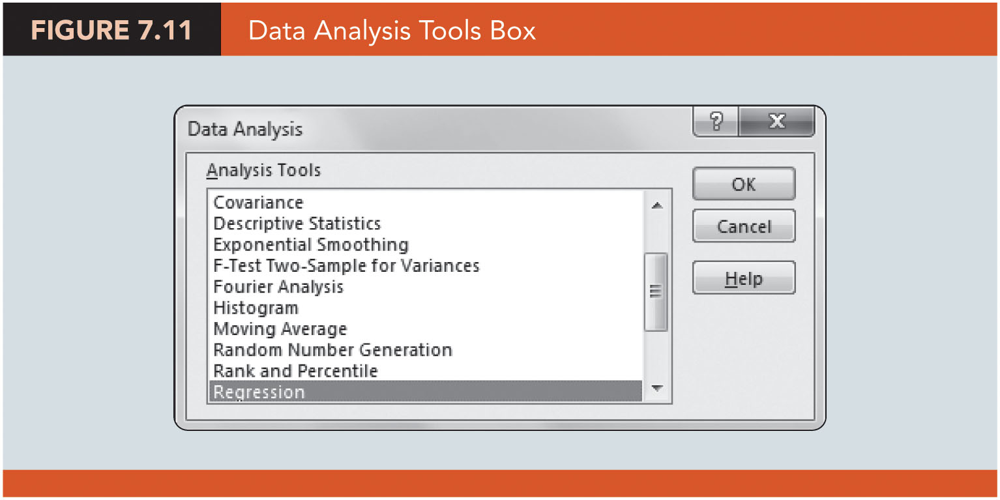 FIGURE 7.11 Data Analysis Tools Box
Data Analysis
Analysis Tools
Covariance
Descriptive Statistics
Exponential Smoothing
F-Test Two-Sample for Variances
Fourier Analysis
Histogram
Moving Average
Random Number Generation
Rank and Percentile
Regression
?
X
OK
Cancel
Help